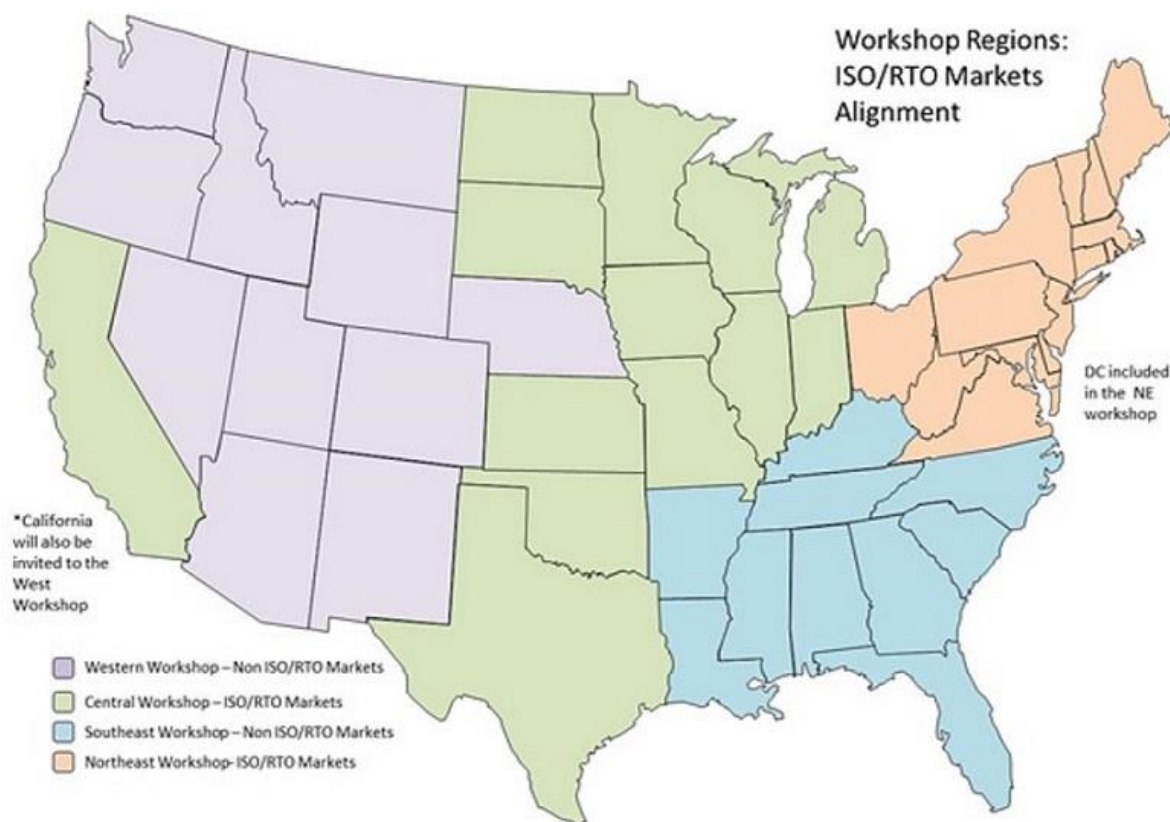 Workshop Regions:
ISO/RTO Markets
Alignment
DC included
in the NE
workshop
*California
will also be
invited to the
West
Workshop
Western Workshop – Non ISO/RTO Markets
Central Workshop – ISO/RTO Markets
Southeast Workshop – Non ISO/RTO Markets
Northeast Workshop- ISO/RTO Markets